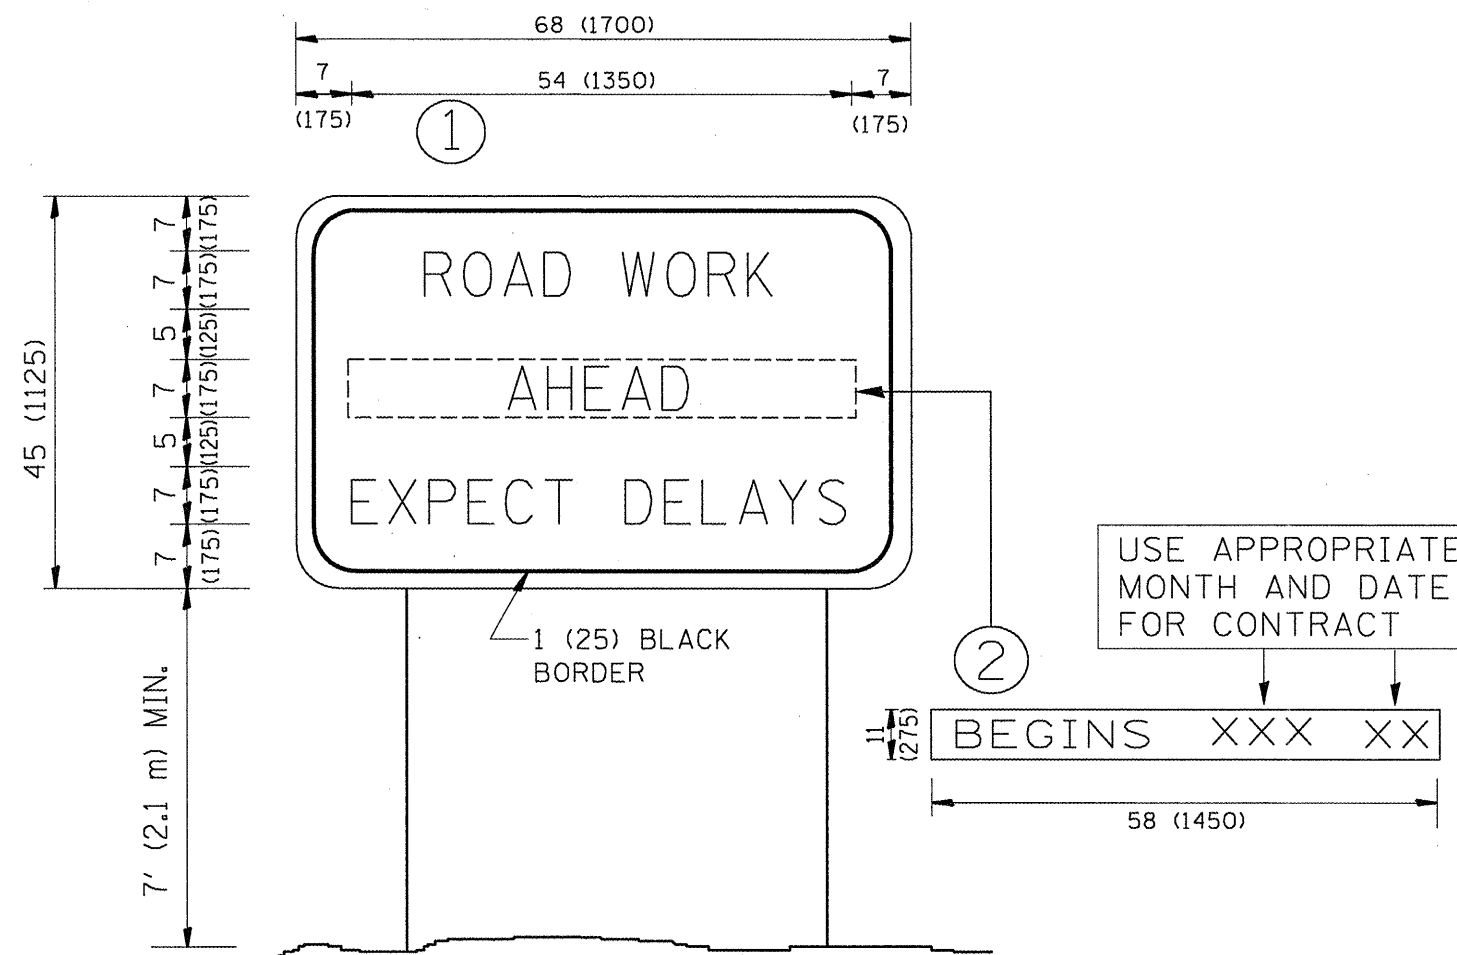 68 (1700)
7
54 (1350)
7
(175)
(175)
1
7
(175)
7
(175)
5
(125)
7
(175)
5
(125)
7
(175)
7
(175)
45 (1125)
ROAD WORK
AHEAD
EXPECT DELAYS
1 (25) BLACK
BORDER
7' (2.1 m) MIN.
2
USE APPROPRIATE
MONTH AND DATE
FOR CONTRACT
11
(275)
BEGINS XXX XX
58 (1450)